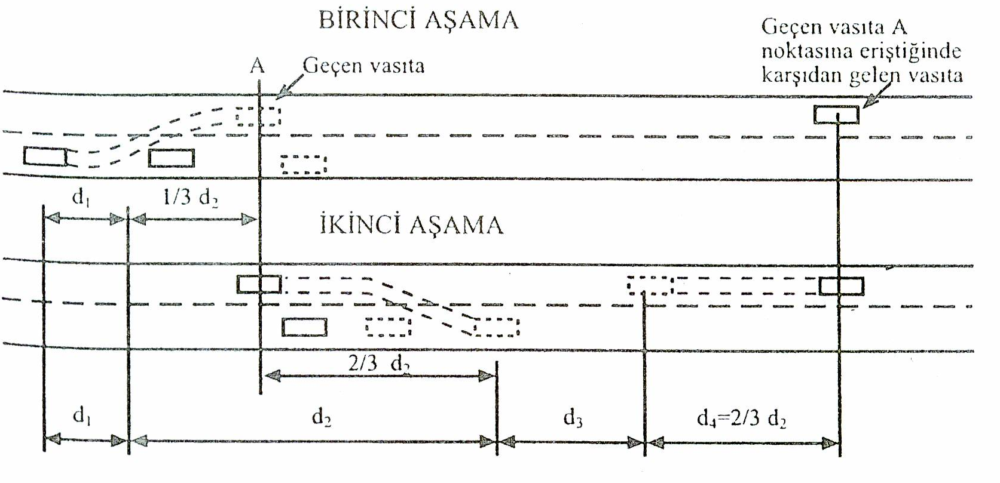 BİRİNCİ AŞAMA
Geçen vasıta A
noktasına eriştiğinde
karşıdan gelen vasıta
A
Geçen vasıta
d₁
1/3 d₂
İKİNCİ AŞAMA
2/3 d₂
d₁
d₂
d₃
d₄=2/3 d₂